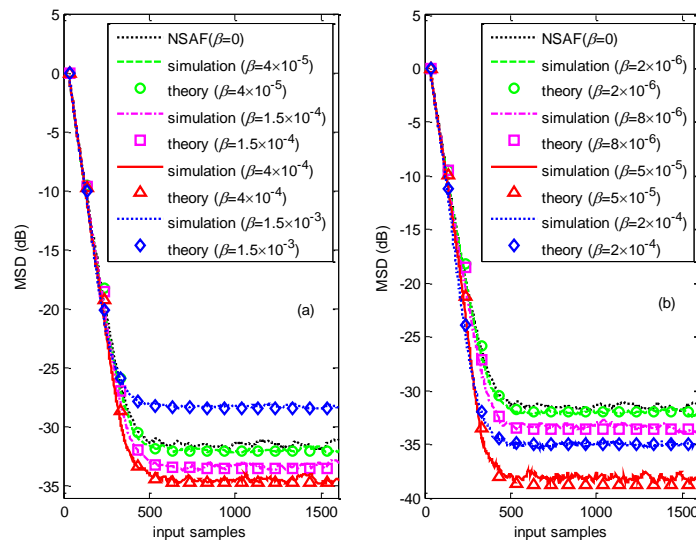 NSAF(β=0)
simulation (β=4×10⁻⁵)
theory (β=4×10⁻⁵)
simulation (β=1.5×10⁻⁴)
theory (β=1.5×10⁻⁴)
simulation (β=4×10⁻⁴)
theory (β=4×10⁻⁴)
simulation (β=1.5×10⁻³)
theory (β=1.5×10⁻³)
(a)
5
0
-5
-10
-15
-20
-25
-30
-35
MSD (dB)
0
500
1000
1500
input samples
NSAF(β=0)
simulation (β=2×10⁻⁶)
theory (β=2×10⁻⁶)
simulation (β=8×10⁻⁶)
theory (β=8×10⁻⁶)
simulation (β=5×10⁻⁵)
theory (β=5×10⁻⁵)
simulation (β=2×10⁻⁴)
theory (β=2×10⁻⁴)
(b)
5
0
-5
-10
-15
-20
-25
-30
-35
-40
MSD (dB)
0
500
1000
1500
input samples